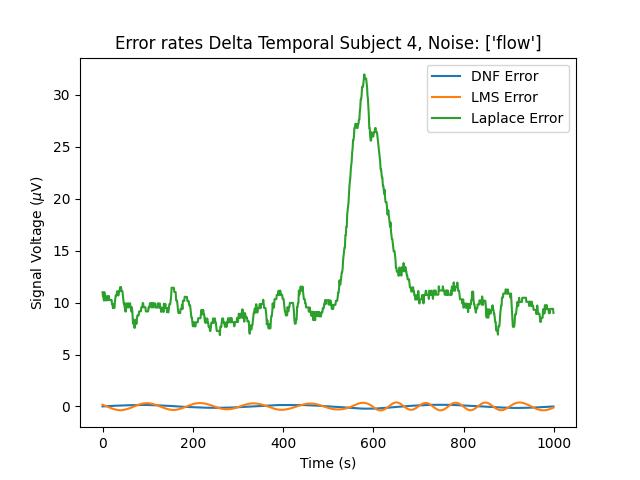 Error rates Delta Temporal Subject 4, Noise: ['flow']
DNF Error
LMS Error
Laplace Error
Signal Voltage (μV)
30
25
20
15
10
5
0
0 200 400 600 800 1000
Time (s)